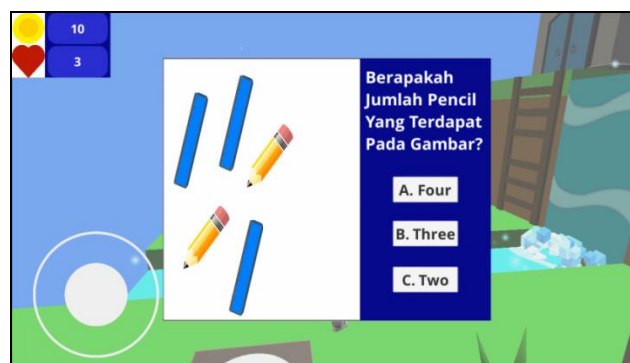 10
3
Berapakah
Jumlah Pencil
Yang Terdapat
Pada Gambar?
A. Four
B. Three
C. Two